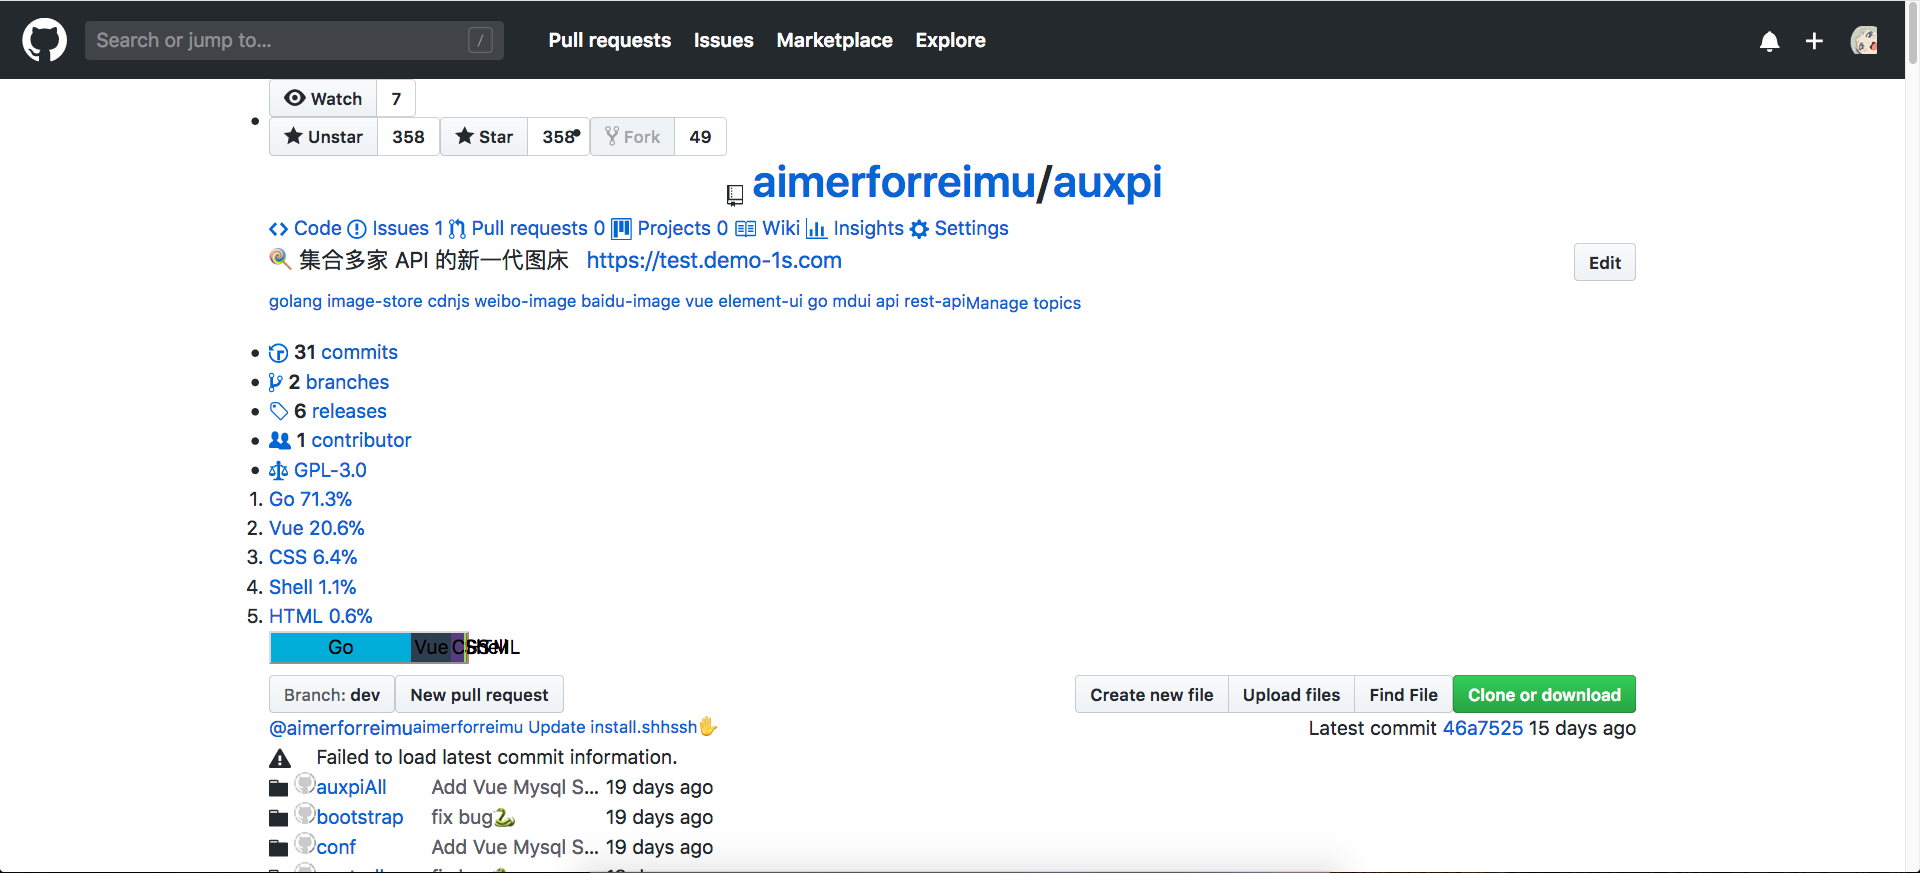 Search or jump to... / Pull requests Issues Marketplace Explore
Watch 7
Unstar 358 Star 358 Fork 49
aimerforreimu/auxpi
Code Issues 1 Pull requests 0 Projects 0 Wiki Insights Settings
集合多家 API 的新一代图床 https://test.demo-1s.com
Edit
golang image-store cdnjs weibo-image baidu-image vue element-ui go mdui api rest-apiManage topics
31 commits
2 branches
6 releases
1 contributor
GPL-3.0
1. Go 71.3%
2. Vue 20.6%
3. CSS 6.4%
4. Shell 1.1%
5. HTML 0.6%
Go Vue CSS Shell HTML
Branch: dev New pull request Create new file Upload files Find File Clone or download
@aimerforreimuaimerforreimu Update install.shhssh✋ Latest commit 46a7525 15 days ago
Failed to load latest commit information.
auxpiAll Add Vue Mysql S... 19 days ago
bootstrap fix bug🐍 19 days ago
conf Add Vue Mysql S... 19 days ago